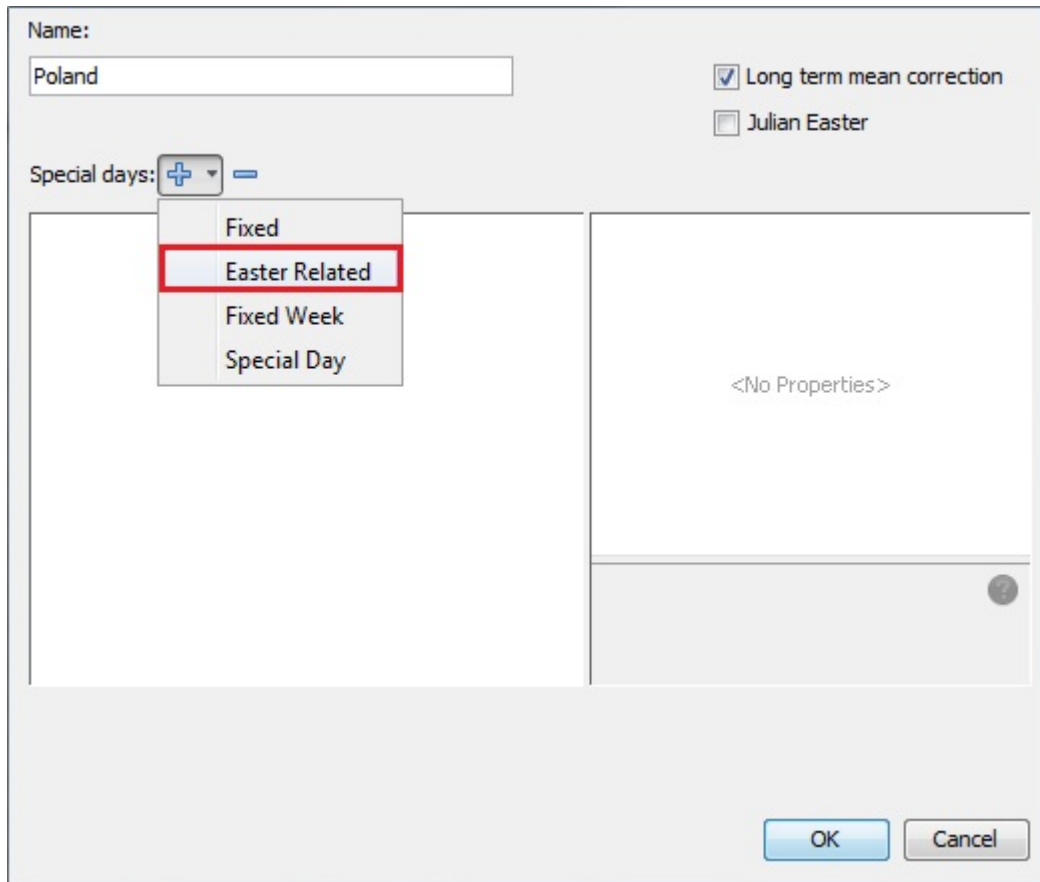 Name:
Poland
Long term mean correction
Julian Easter
Special days:
Fixed
Easter Related
Fixed Week
Special Day
<No Properties>
?
OK
Cancel